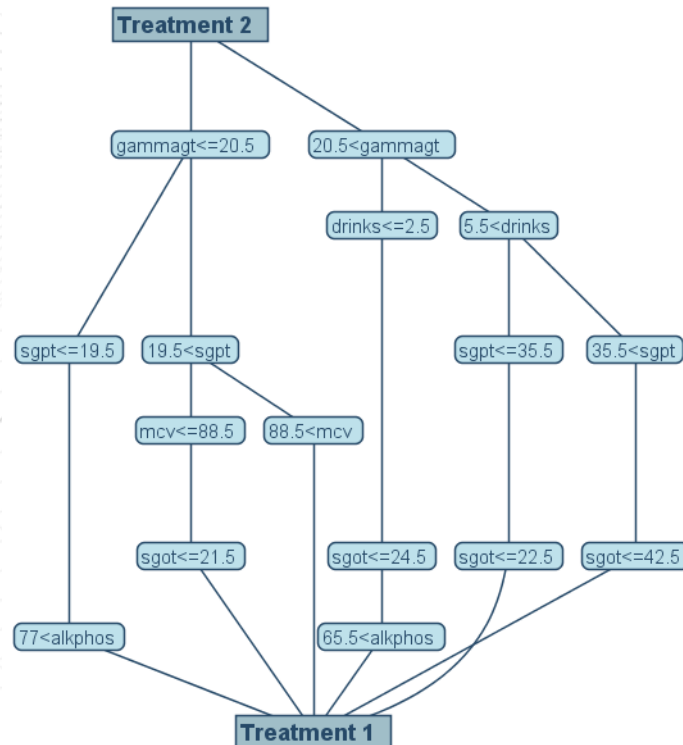 Treatment 2
gammagt<=20.5
20.5<gammagt
drinks<=2.5
5.5<drinks
sgpt<=19.5
19.5<sgpt
sgpt<=35.5
35.5<sgpt
mcv<=88.5
88.5<mcv
sgot<=21.5
sgot<=24.5
sgot<=22.5
sgot<=42.5
77<alkphos
65.5<alkphos
Treatment 1